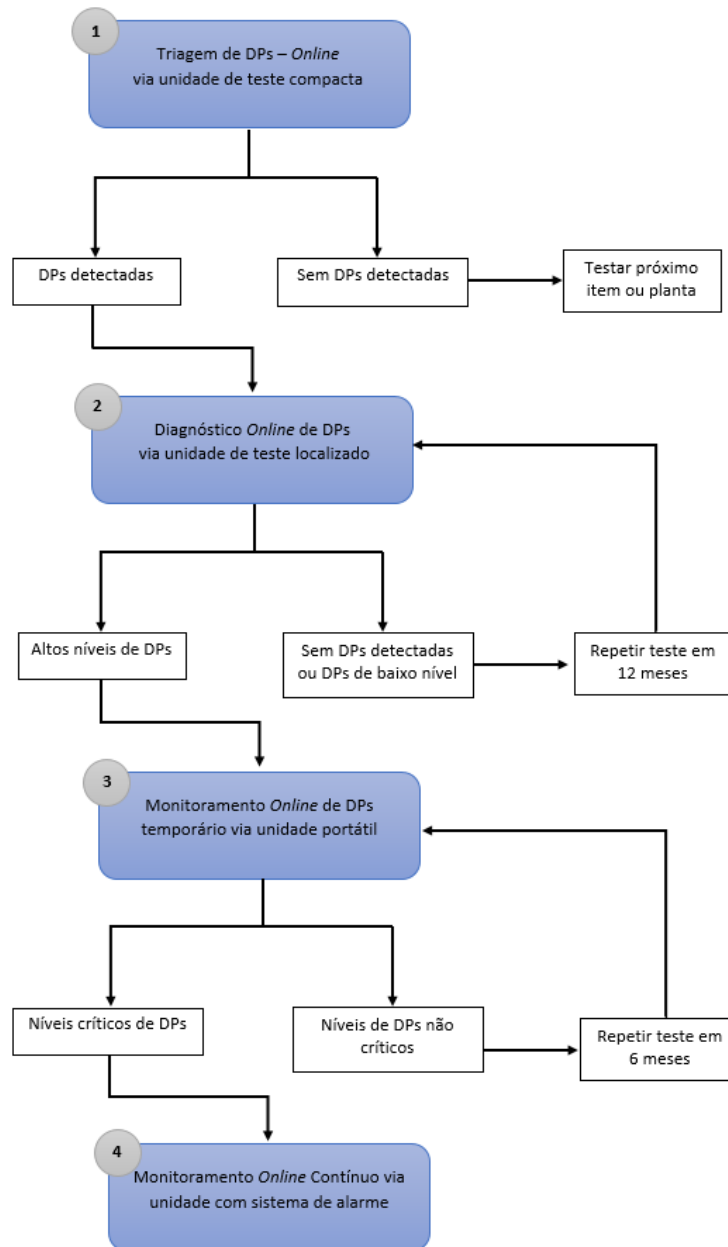 1
Triagem de DPs – Online
via unidade de teste compacta
DPs detectadas
Sem DPs detectadas
Testar próximo
item ou planta
2
Diagnóstico Online de DPs
via unidade de teste localizado
Altos níveis de DPs
Sem DPs detectadas
ou DPs de baixo nível
Repetir teste em
12 meses
3
Monitoramento Online de DPs
temporário via unidade portátil
Níveis críticos de DPs
Níveis de DPs não
críticos
Repetir teste em
6 meses
4
Monitoramento Online Contínuo via
unidade com sistema de alarme